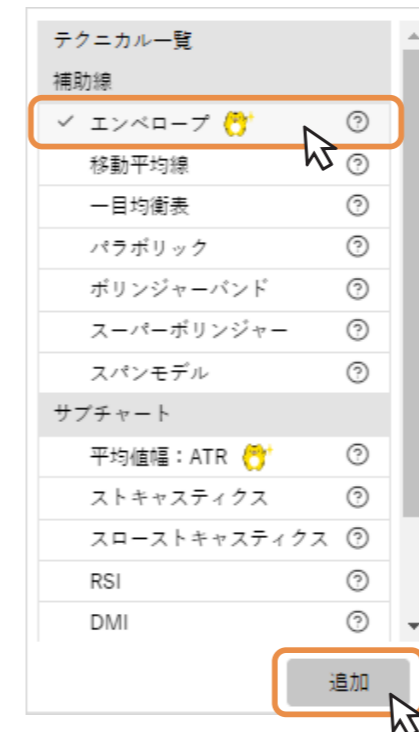 テクニカル一覧
補助線
エンベロープ
移動平均線
一目均衡表
パラボリック
ボリンジャーバンド
スーパーボリンジャー
スパンモデル
サブチャート
平均値幅：ATR
ストキャスティクス
スローストキャスティクス
RSI
DMI
追加